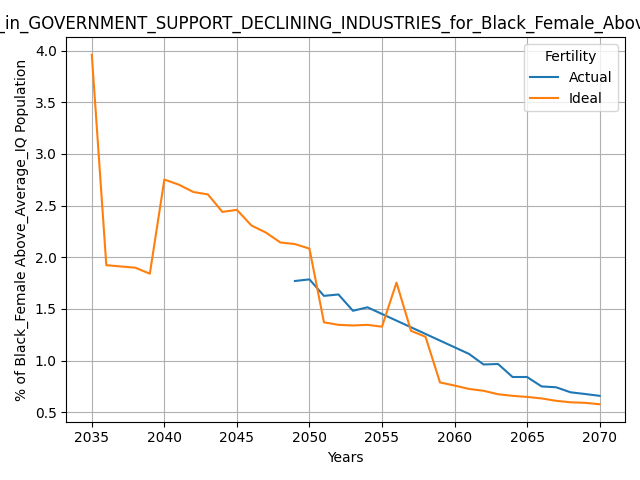 _in_GOVERNMENT_SUPPORT_DECLINING_INDUSTRIES_for_Black_Female_Abov
% of Black_Female Above_Average_IQ Population
4.0
3.5
3.0
2.5
2.0
1.5
1.0
0.5
Fertility
Actual
Ideal
2035 2040 2045 2050 2055 2060 2065 2070
Years